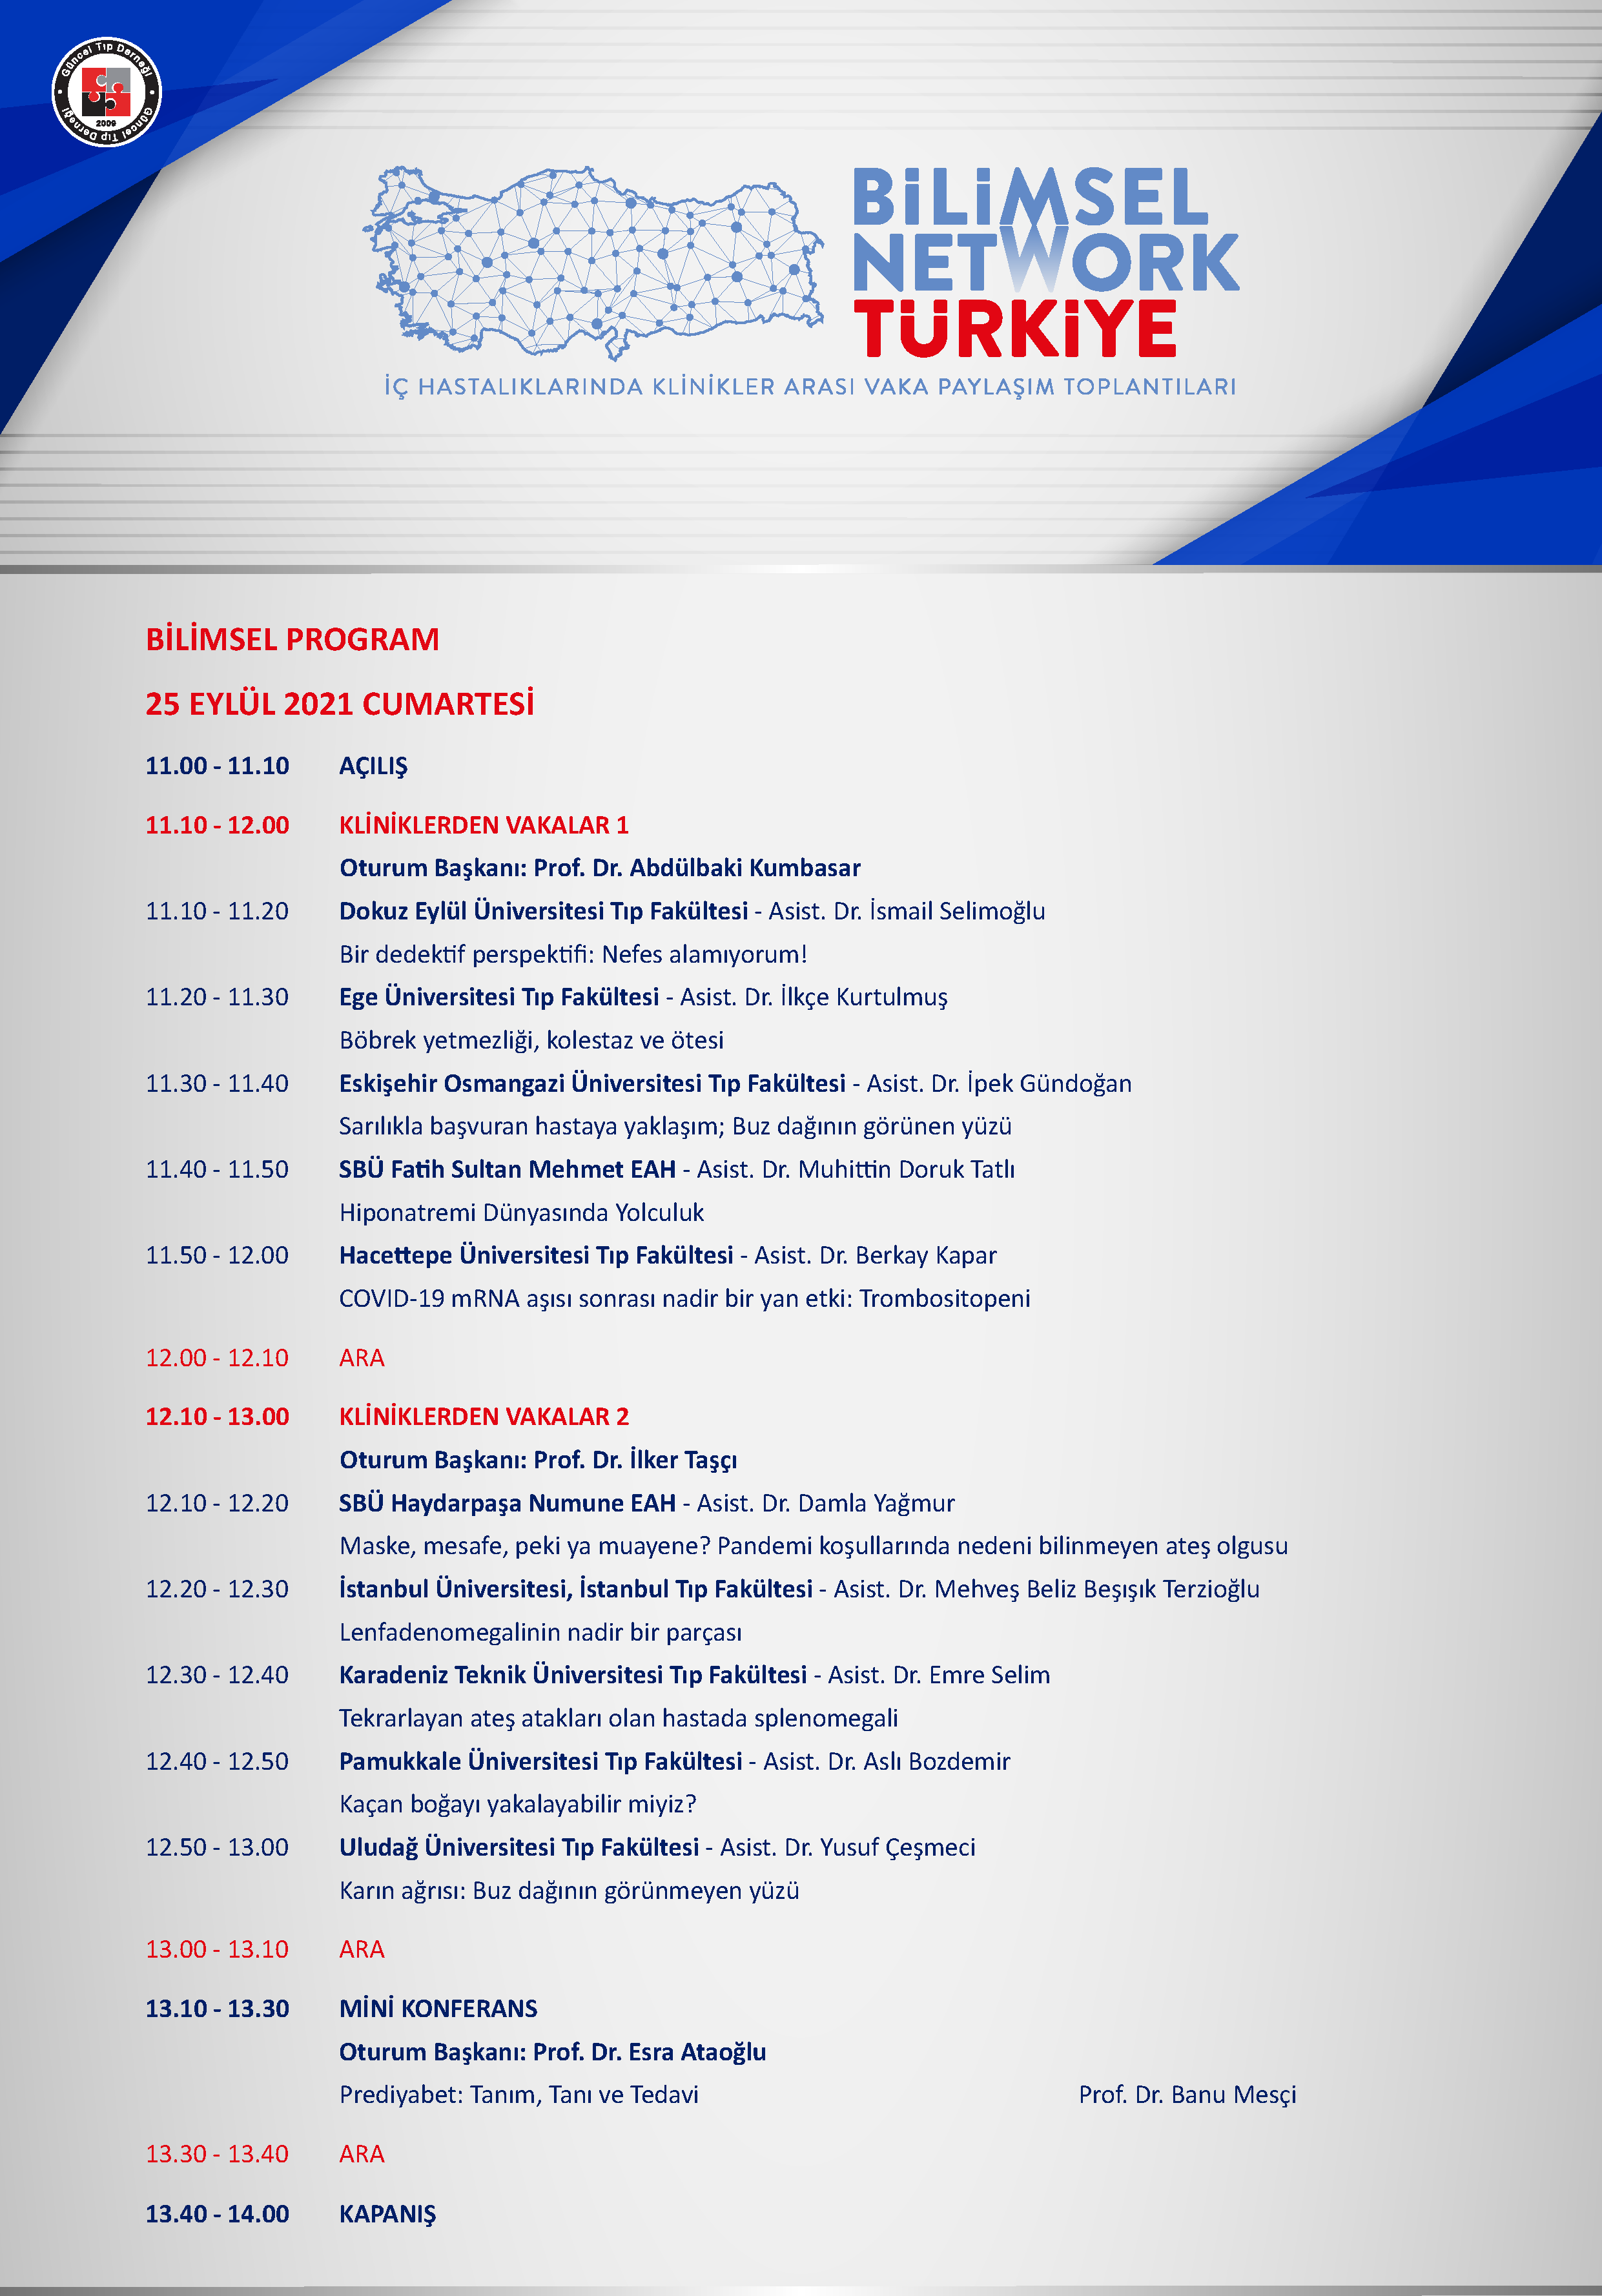 Güncel Tıp Derneği
2009
Güncel Tıp Derneği
BİLİMSEL
NETWORK
TÜRKİYE
İÇ HASTALIKLARINDA KLİNİKLER ARASI VAKA PAYLAŞIM TOPLANTILARI
BİLİMSEL PROGRAM
25 EYLÜL 2021 CUMARTESİ
11.00 - 11.10 AÇILIŞ
11.10 - 12.00 KLİNİKLERDEN VAKALAR 1
Oturum Başkanı: Prof. Dr. Abdülbaki Kumbasar
11.10 - 11.20 Dokuz Eylül Üniversitesi Tıp Fakültesi - Asist. Dr. İsmail Selimoğlu
Bir dedektif perspektifi: Nefes alamıyorum!
11.20 - 11.30 Ege Üniversitesi Tıp Fakültesi - Asist. Dr. İlkçe Kurtulmuş
Böbrek yetmezliği, kolestaz ve ötesi
11.30 - 11.40 Eskişehir Osmangazi Üniversitesi Tıp Fakültesi - Asist. Dr. İpek Gündoğan
Sarılıkla başvuran hastaya yaklaşım; Buz dağının görünen yüzü
11.40 - 11.50 SBÜ Fatih Sultan Mehmet EAH - Asist. Dr. Muhittin Doruk Tatlı
Hiponatremi Dünyasında Yolculuk
11.50 - 12.00 Hacettepe Üniversitesi Tıp Fakültesi - Asist. Dr. Berkay Kapar
COVID-19 mRNA aşısı sonrası nadir bir yan etki: Trombositopeni
12.00 - 12.10 ARA
12.10 - 13.00 KLİNİKLERDEN VAKALAR 2
Oturum Başkanı: Prof. Dr. İlker Taşçı
12.10 - 12.20 SBÜ Haydarpaşa Numune EAH - Asist. Dr. Damla Yağmur
Maske, mesafe, peki ya muayene? Pandemi koşullarında nedeni bilinmeyen ateş olgusu
12.20 - 12.30 İstanbul Üniversitesi, İstanbul Tıp Fakültesi - Asist. Dr. Mehveş Beliz Beşışık Terzioğlu
Lenfadenomegalinin nadir bir parçası
12.30 - 12.40 Karadeniz Teknik Üniversitesi Tıp Fakültesi - Asist. Dr. Emre Selim
Tekrarlayan ateş atakları olan hastada splenomegali
12.40 - 12.50 Pamukkale Üniversitesi Tıp Fakültesi - Asist. Dr. Aslı Bozdemir
Kaçan boğayı yakalayabilir miyiz?
12.50 - 13.00 Uludağ Üniversitesi Tıp Fakültesi - Asist. Dr. Yusuf Çeşmeci
Karın ağrısı: Buz dağının görünmeyen yüzü
13.00 - 13.10 ARA
13.10 - 13.30 MİNİ KONFERANS
Oturum Başkanı: Prof. Dr. Esra Ataoğlu
Prediyabet: Tanım, Tanı ve Tedavi Prof. Dr. Banu Mesçi
13.30 - 13.40 ARA
13.40 - 14.00 KAPANIŞ